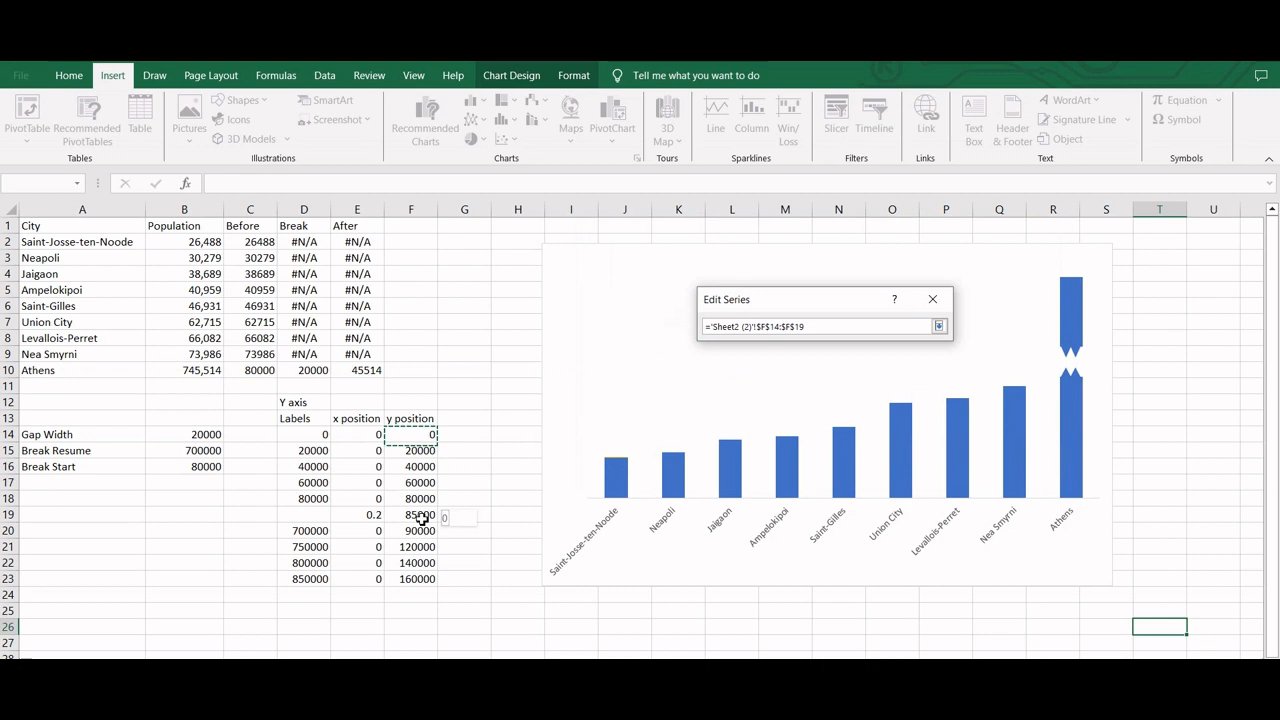 File Home Insert Draw Page Layout Formulas Data Review View Help Chart Design Format Tell me what you want to do
PivotTable Recommended PivotTables Table Pictures Shapes Icons 3D Models SmartArt Screenshot Recommended Charts Maps PivotChart 3D Map Line Column Win/Loss Slicer Timeline Link Text Box Header & Footer WordArt Signature Line Object Equation Symbol
Tables Illustrations Charts Tours Sparklines Filters Links Text Symbols
fx
A B C D E F G H I J K L M N O P Q R S T U
1 City Population Before Break After
2 Saint-Josse-ten-Noode 26,488 26488 #N/A #N/A
3 Neapoli 30,279 30279 #N/A #N/A
4 Jaigaon 38,689 38689 #N/A #N/A
5 Ampelokipoi 40,959 40959 #N/A #N/A
6 Saint-Gilles 46,931 46931 #N/A #N/A
7 Union City 62,715 62715 #N/A #N/A
8 Levallois-Perret 66,082 66082 #N/A #N/A
9 Nea Smyrni 73,986 73986 #N/A #N/A
10 Athens 745,514 80000 20000 45514
11
12 Y axis
13 Labels x position y position
14 Gap Width 20000 0 0 0
15 Break Resume 700000 20000 0 20000
16 Break Start 80000 40000 0 40000
17 60000 0 60000
18 80000 0 80000
19 0.2 85000 0
20 700000 0 90000
21 750000 0 120000
22 800000 0 140000
23 850000 0 160000
24
25
26
27
28
Edit Series ?
='Sheet2 (2)'!$F$14:$F$19
Saint-Josse-ten-Noode Neapoli Jaigaon Ampelokipoi Saint-Gilles Union City Levallois-Perret Nea Smyrni Athens